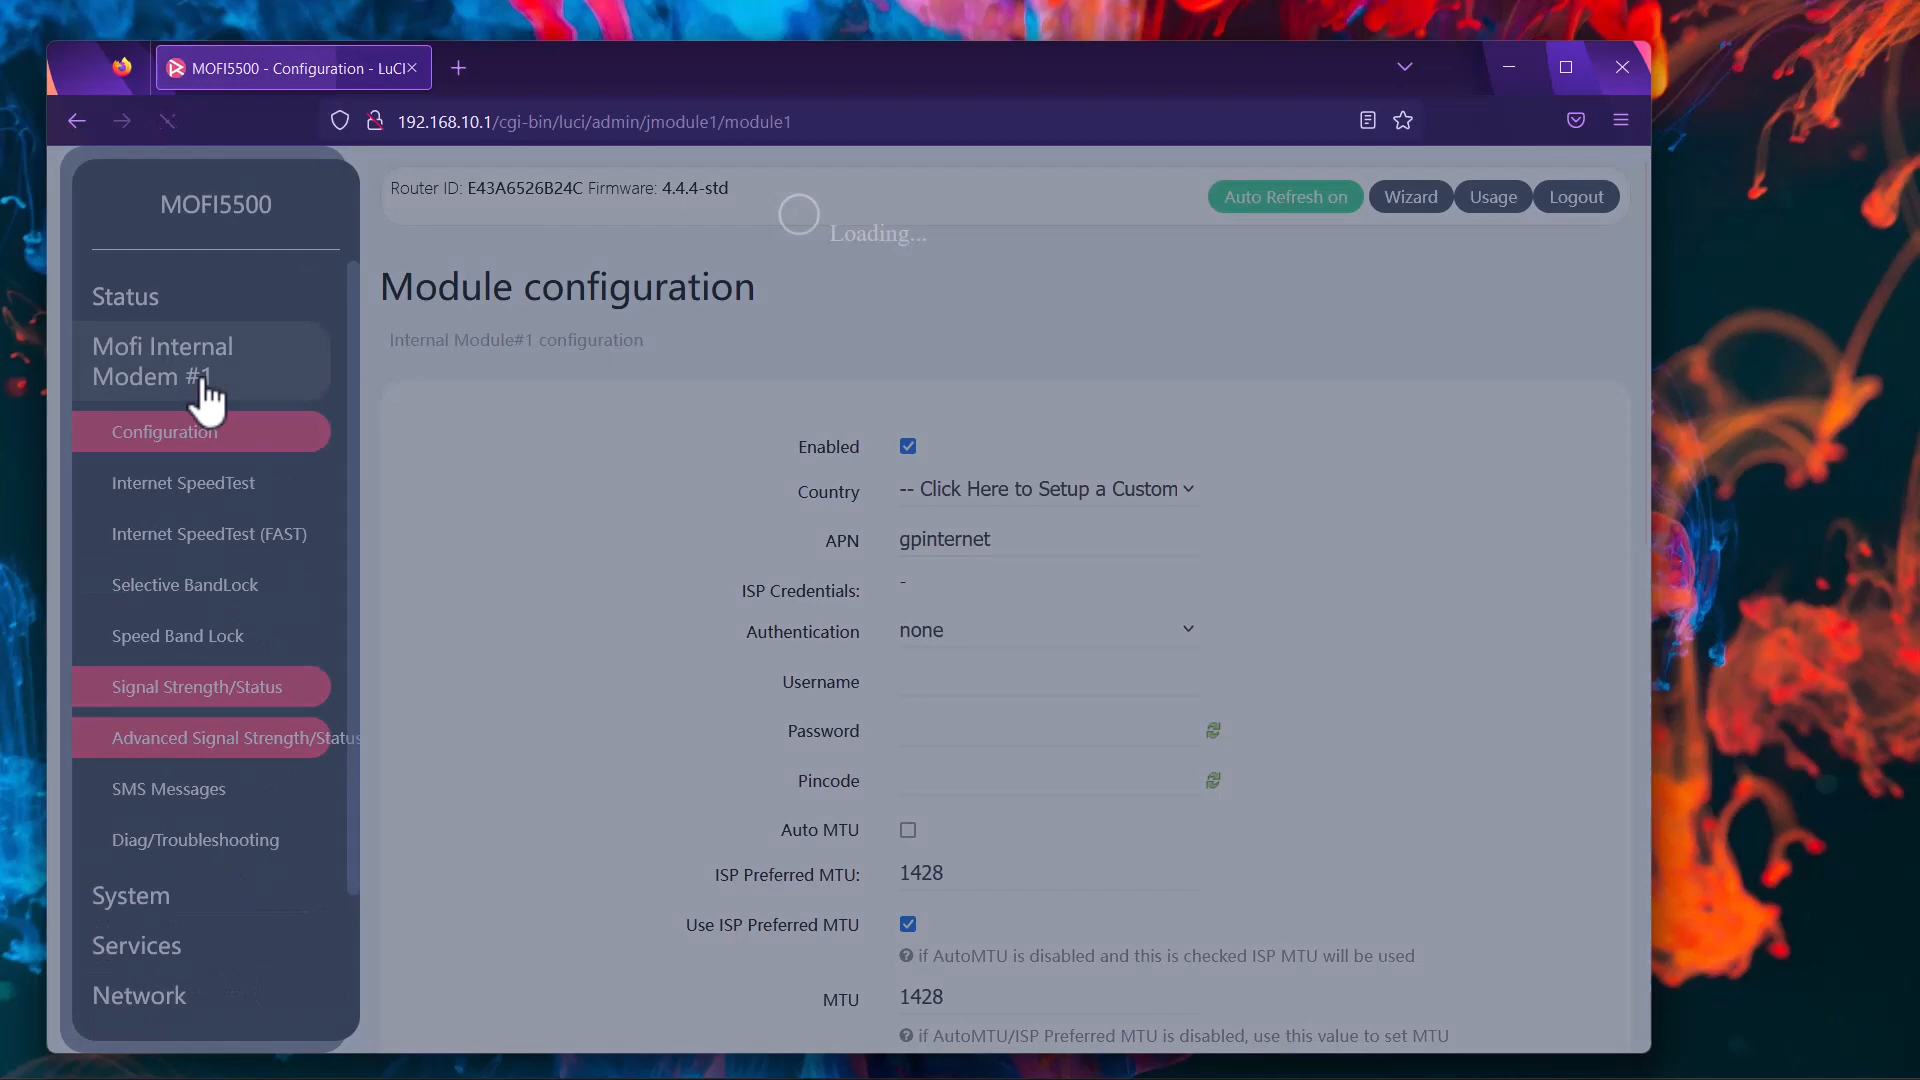 MOFI5500 - Configuration - LuCI
192.168.10.1/cgi-bin/luci/admin/jmodule1/module1
MOFI5500
Status
Mofi Internal
Modem #1
Configuration
Internet SpeedTest
Internet SpeedTest (FAST)
Selective BandLock
Speed Band Lock
Signal Strength/Status
Advanced Signal Strength/Status
SMS Messages
Diag/Troubleshooting
System
Services
Network
Router ID: E43A6526B24C Firmware: 4.4.4-std
Auto Refresh on
Wizard
Usage
Logout
Loading...
Module configuration
Internal Module#1 configuration
Enabled
Country -- Click Here to Setup a Custom
APN gpinternet
ISP Credentials: -
Authentication none
Username
Password
Pincode
Auto MTU
ISP Preferred MTU: 1428
Use ISP Preferred MTU
if AutoMTU is disabled and this is checked ISP MTU will be used
MTU 1428
if AutoMTU/ISP Preferred MTU is disabled, use this value to set MTU